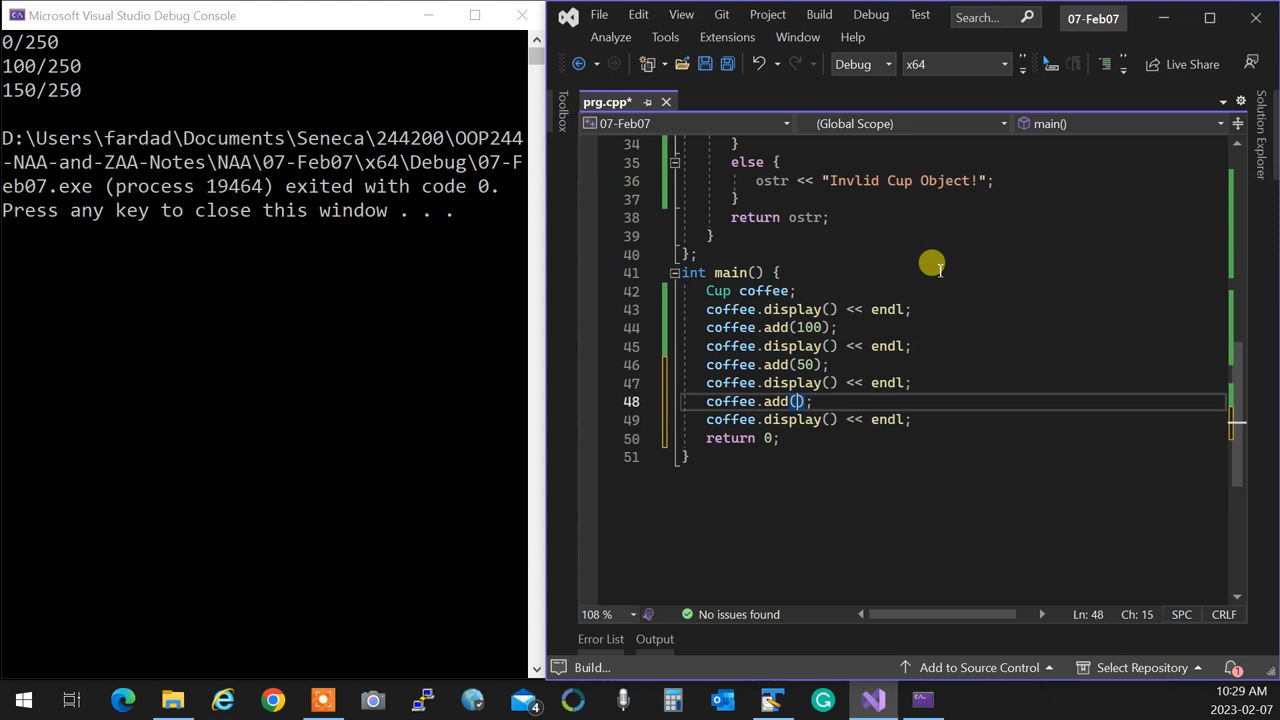 Microsoft Visual Studio Debug Console
0/250
100/250
150/250
D:\Users\fardad\Documents\Seneca\244200\OOP244
-NAA-and-ZAA-Notes\NAA\07-Feb07\x64\Debug\07-F
eb07.exe (process 19464) exited with code 0.
Press any key to close this window . . .
File Edit View Git Project Build Debug Test Search... 07-Feb07
Analyze Tools Extensions Window Help
Debug x64 Live Share
Toolbox
prg.cpp*
Solution Explorer
07-Feb07 (Global Scope) main()
34 }
35 else {
36 ostr << "Invlid Cup Object!";
37 }
38 return ostr;
39 }
40 };
41 int main() {
42 Cup coffee;
43 coffee.display() << endl;
44 coffee.add(100);
45 coffee.display() << endl;
46 coffee.add(50);
47 coffee.display() << endl;
48 coffee.add();
49 coffee.display() << endl;
50 return 0;
51 }
108 % No issues found Ln: 48 Ch: 15 SPC CRLF
Error List Output
Build... Add to Source Control Select Repository 1
4
10:29 AM
2023-02-07